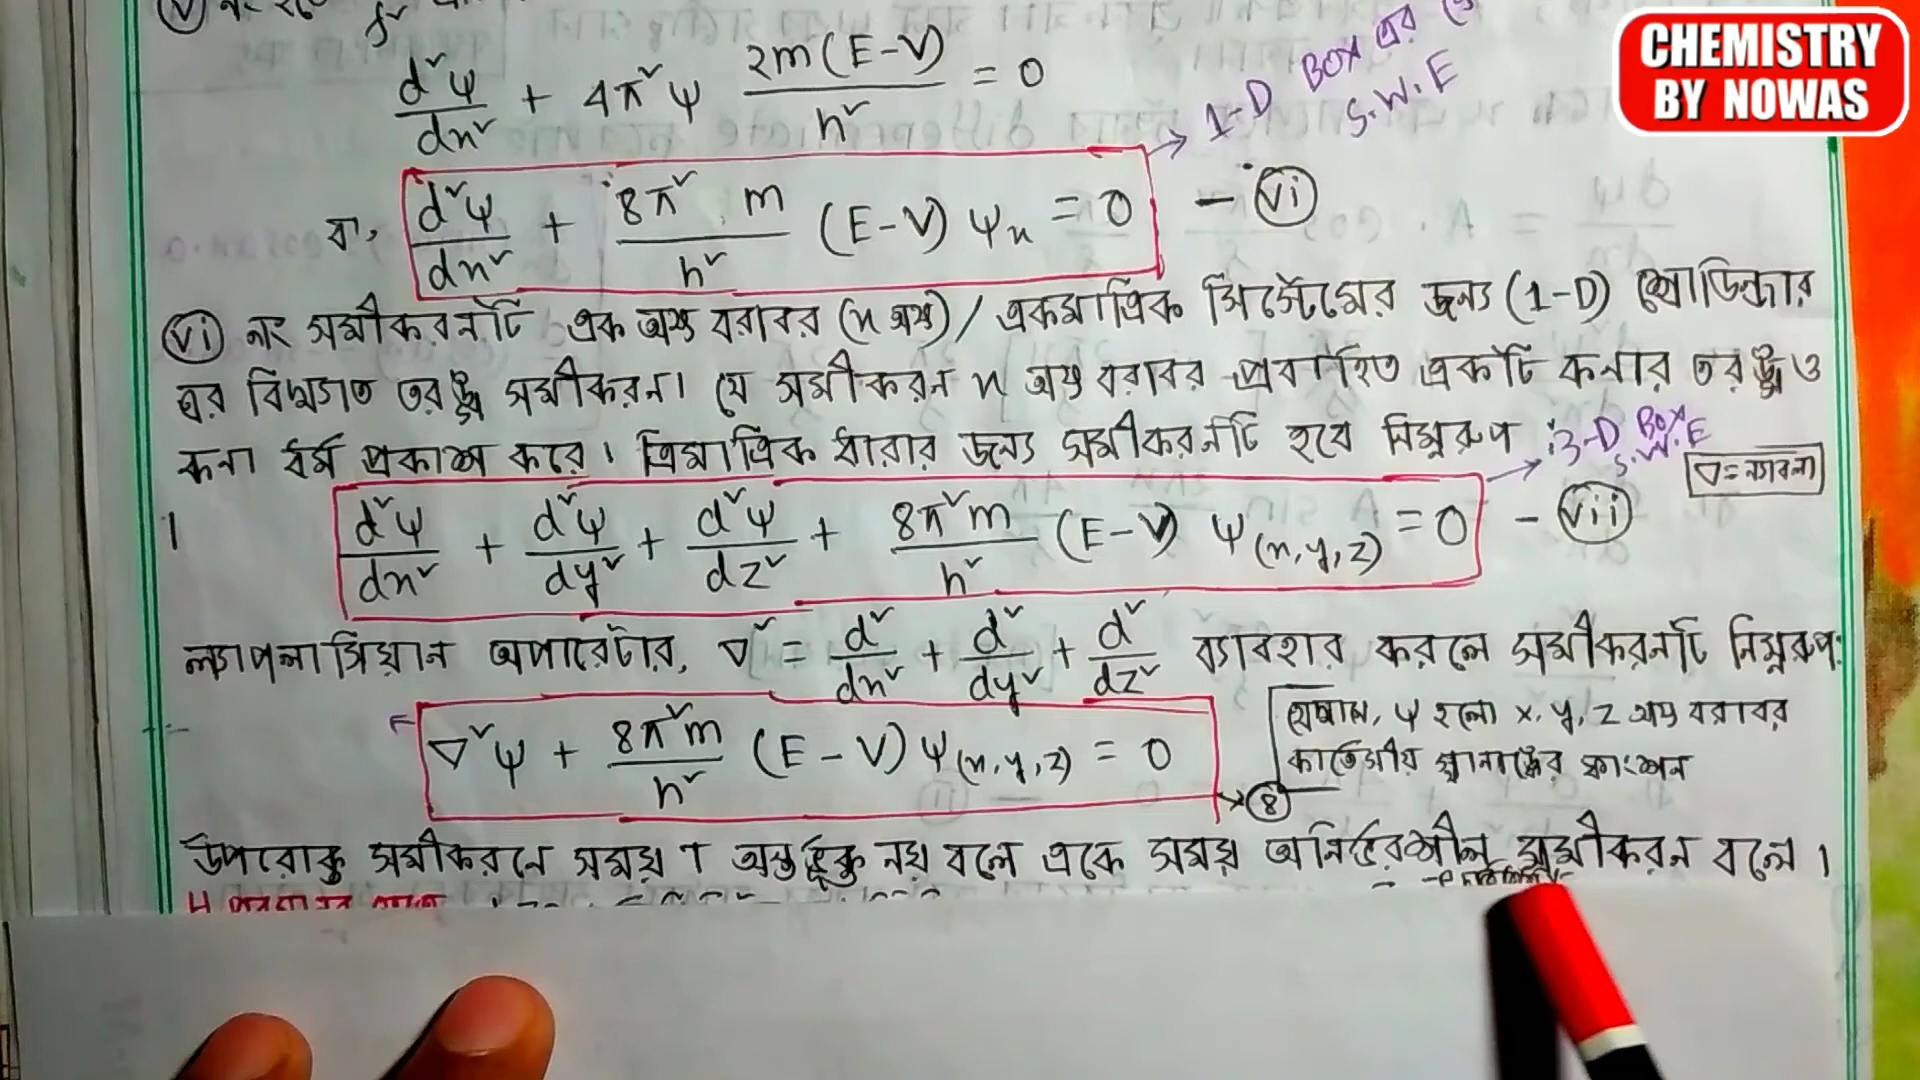 CHEMISTRY
BY NOWAS
d²ψ/dx² + 4π²ψ 2m(E-V)/h² = 0
1-D BOX এর
S.W.E
বা, d²ψ/dx² + 8π² m/h² (E-V) ψx = 0 - (vi)
(vi) নং সমীকরনটি এক অক্ষ বরাবর (x অক্ষ) / একমাত্রিক সিস্টেমের জন্য (1-D) শ্রোডিন্জার
এর বিখ্যাত তরঙ্গ সমীকরন। যে সমীকরন x অক্ষ বরাবর প্রবাহিত একটি কনার তরঙ্গ ও
কনা ধর্ম প্রকাশ করে। ত্রিমাত্রিক ধারার জন্য সমীকরনটি হবে নিম্নরুপ :
3-D BOX
S.W.E
∇ = ন্যাবলা
d²ψ/dx² + d²ψ/dy² + d²ψ/dz² + 8π²m/h² (E-V) ψ(x,y,z) = 0 - (vii)
ল্যাপলাসিয়ান অপারেটার, ∇² = d²/dx² + d²/dy² + d²/dz² ব্যাবহার করলে সমীকরনটি নিম্নরুপ:
∇²ψ + 8π²m/h² (E-V) ψ(x,y,z) = 0 → (8)
যেখানে, ψ হলো x, y, z অক্ষ বরাবর
কার্তেসীয় স্থানাঙ্কের ফাংশন
উপরোক্ত সমীকরনে সময় t অন্তর্ভূক্ত নয় বলে একে সময় অনির্ভরশীল সমীকরন বলে।